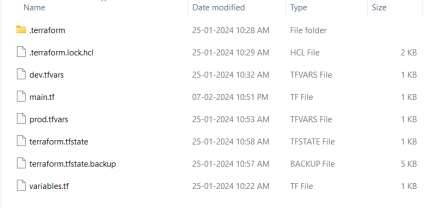 Name Date modified Type Size
.terraform 25-01-2024 10:28 AM File folder
.terraform.lock.hcl 25-01-2024 10:29 AM HCL File 2 KB
dev.tfvars 25-01-2024 10:32 AM TFVARS File 1 KB
main.tf 07-02-2024 10:51 PM TF File 1 KB
prod.tfvars 25-01-2024 10:53 AM TFVARS File 1 KB
terraform.tfstate 25-01-2024 10:58 AM TFSTATE File 1 KB
terraform.tfstate.backup 25-01-2024 10:57 AM BACKUP File 5 KB
variables.tf 25-01-2024 10:22 AM TF File 1 KB